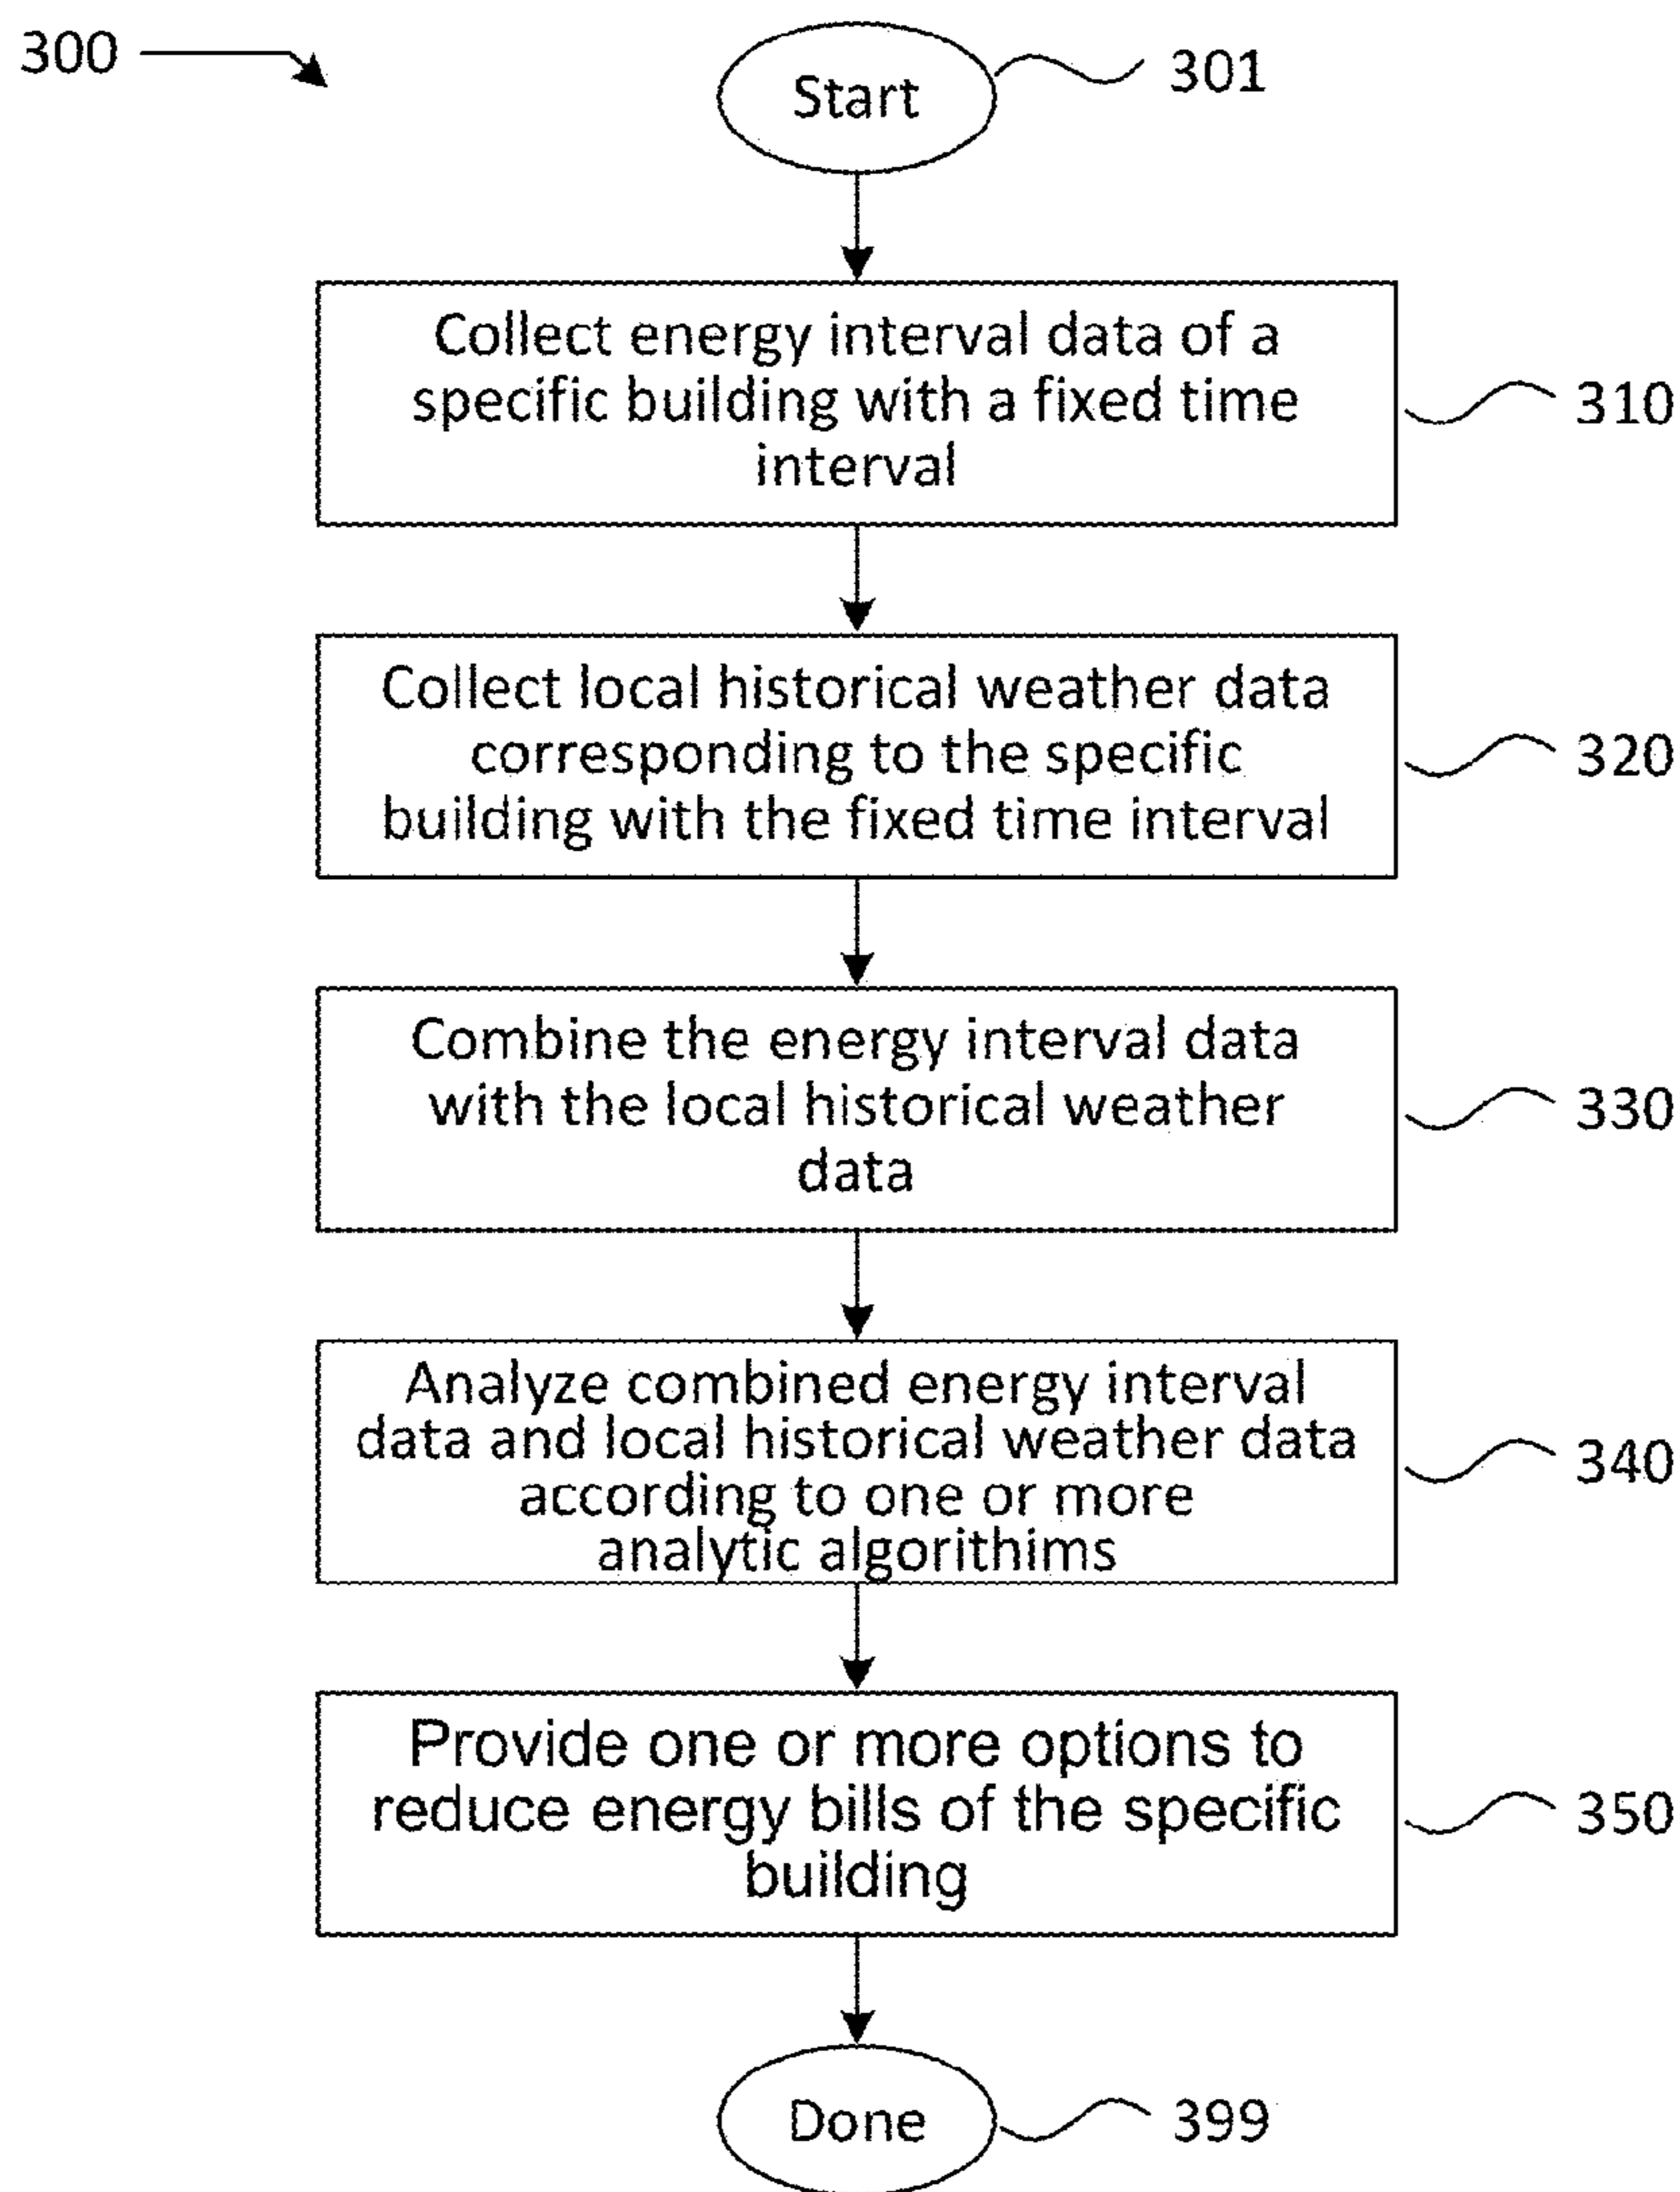 300
Start
301
Collect energy interval data of a
specific building with a fixed time
interval
310
Collect local historical weather data
corresponding to the specific
building with the fixed time interval
320
Combine the energy interval data
with the local historical weather
data
330
Analyze combined energy interval
data and local historical weather data
according to one or more
analytic algorithims
340
Provide one or more options to
reduce energy bills of the specific
building
350
Done
399